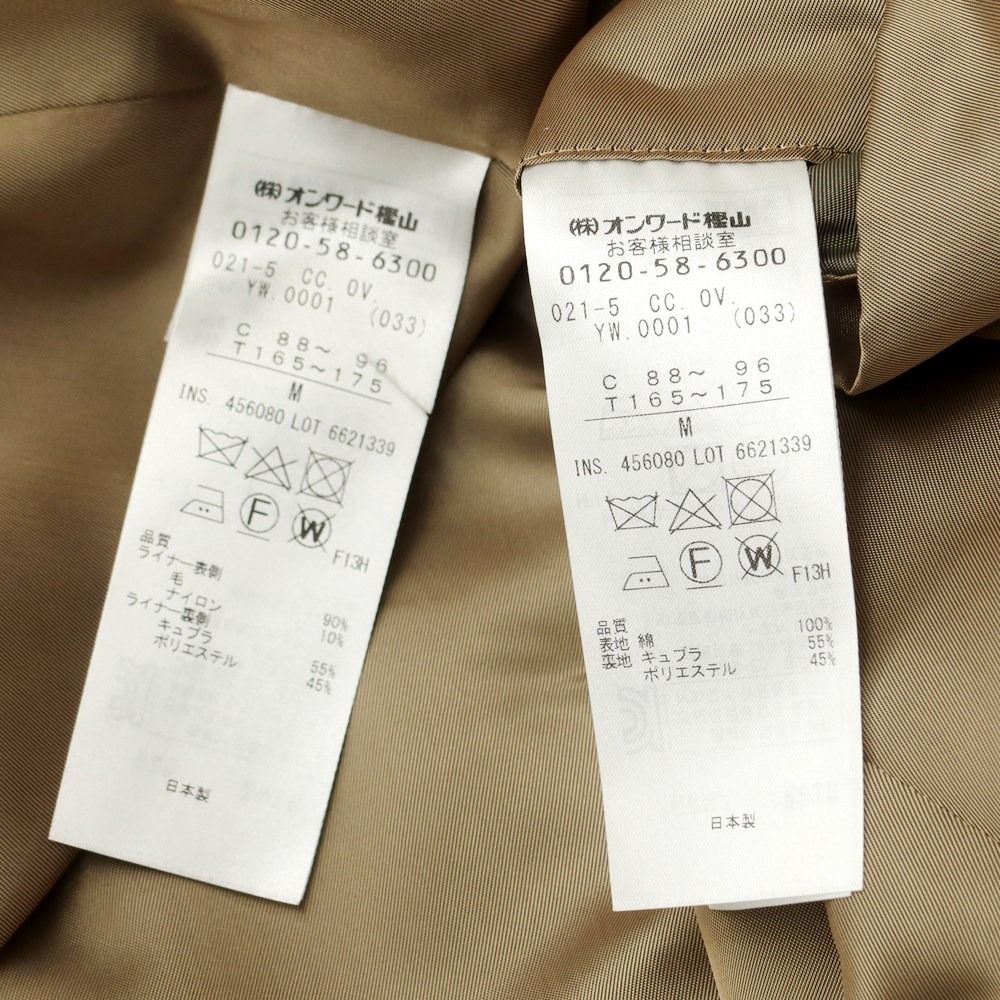 (株)オンワード樫山
お客様相談室
0120-58-6300
021-5 CC. OV.
YW. 0001 (033)
C 88～ 96
T165～175
M
INS. 456080 LOT 6621339
F
W
F13H
品質
ライナー表側
毛 90%
ナイロン 10%
ライナー裏側
キュプラ 55%
ポリエステル 45%
日本製
(株)オンワード樫山
お客様相談室
0120-58-6300
021-5 CC. OV.
YW. 0001 (033)
C 88～ 96
T165～175
M
INS. 456080 LOT 6621339
F
W
F13H
品質
表地 綿 100%
裏地 キュプラ 55%
ポリエステル 45%
日本製